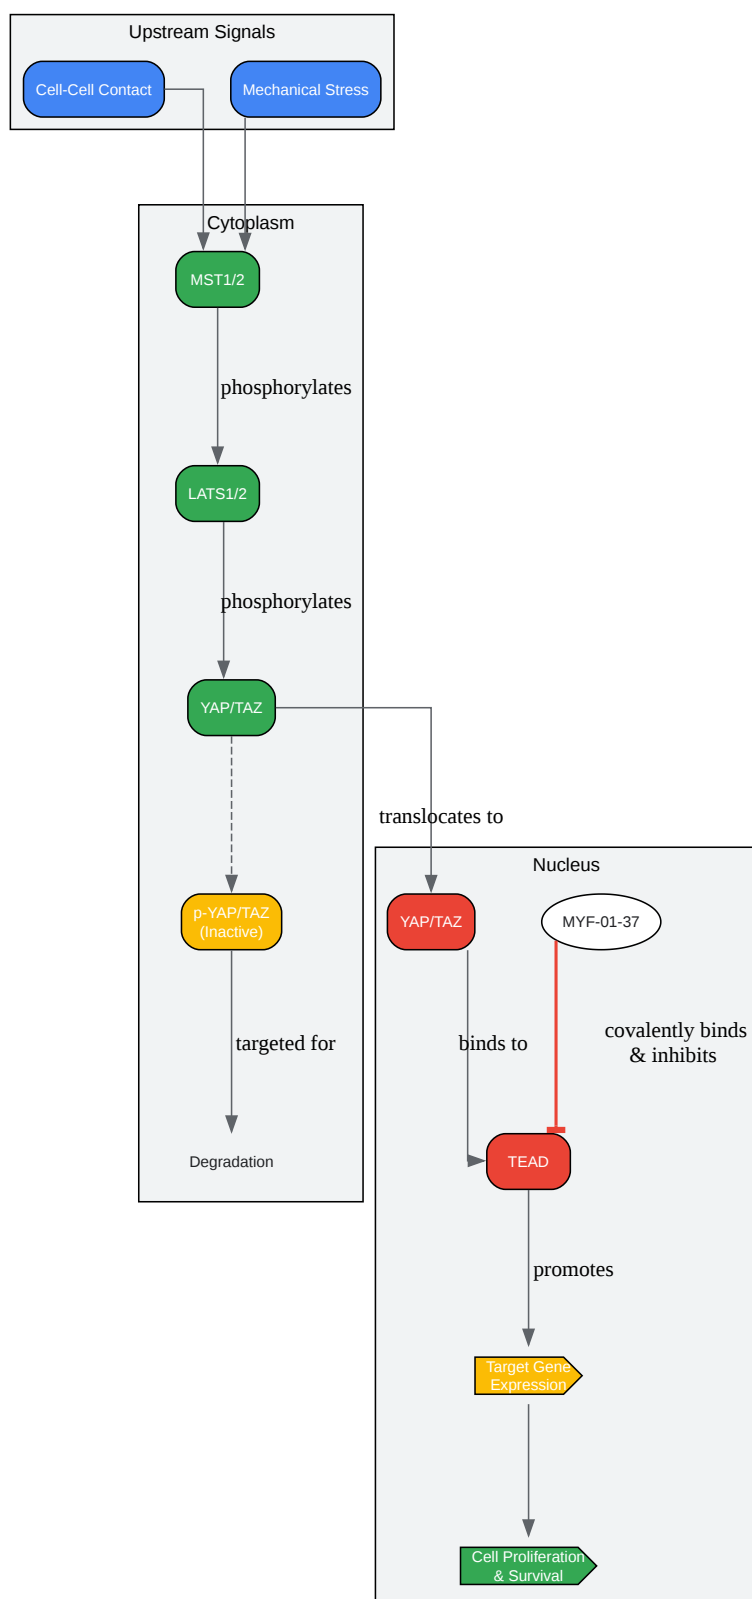 Upstream Signals
Cell-Cell Contact
Mechanical Stress
Cytoplasm
MST1/2
phosphorylates
LATS1/2
phosphorylates
YAP/TAZ
translocates to
Nucleus
p-YAP/TAZ
(Inactive)
YAP/TAZ
MYF-01-37
targeted for
binds to
covalently binds
& inhibits
Degradation
TEAD
promotes
Target Gene
Expression
Cell Proliferation
& Survival